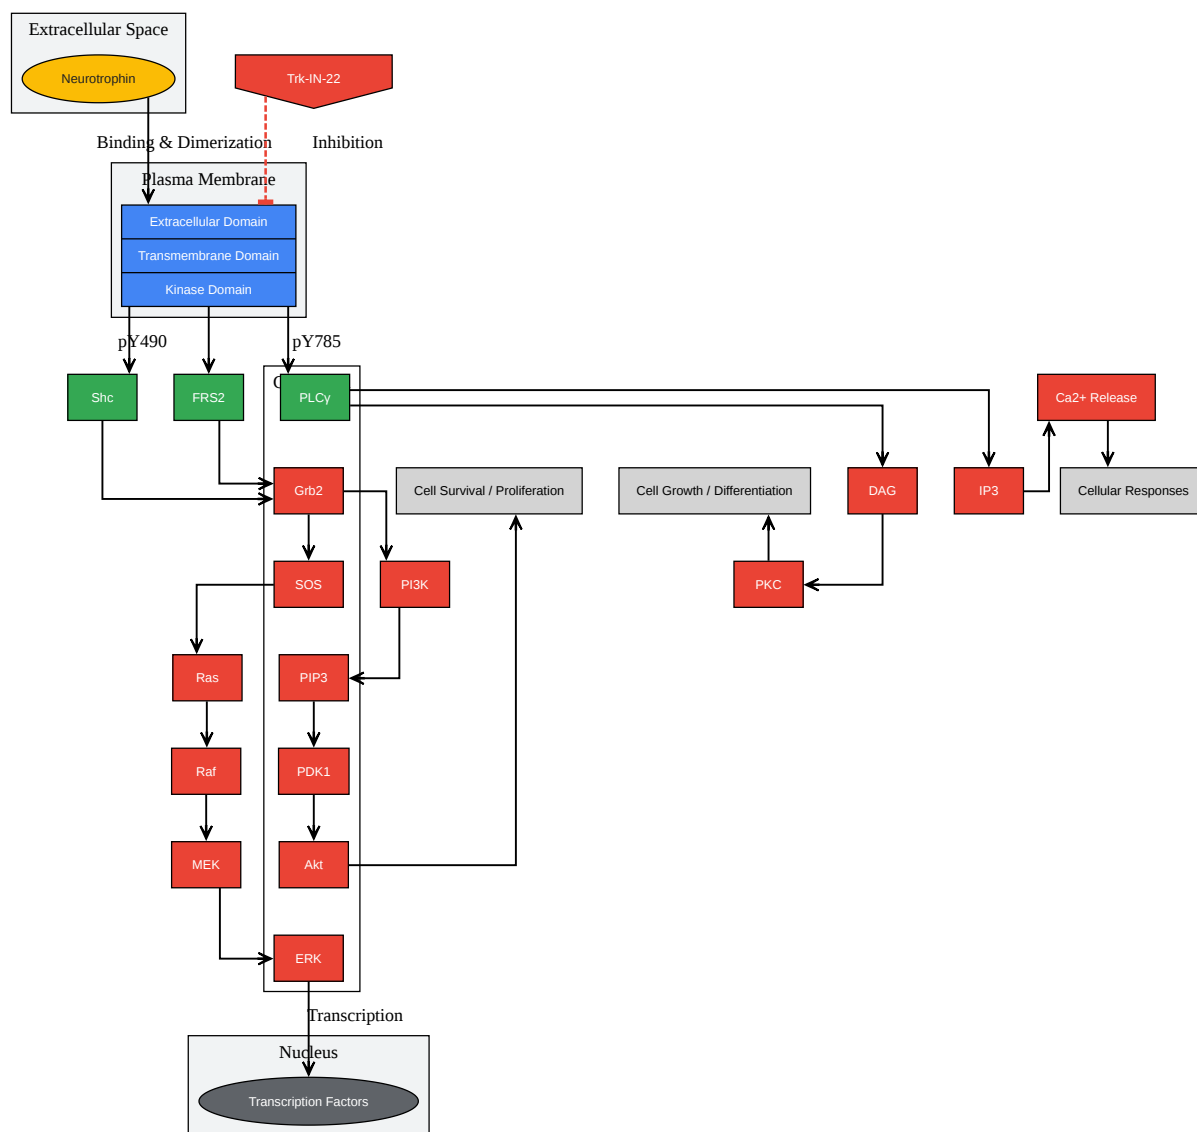 Extracellular Space
Neurotrophin
Trk-IN-22
Binding & Dimerization
Inhibition
Plasma Membrane
Extracellular Domain
Transmembrane Domain
Kinase Domain
pY490
pY785
Shc
FRS2
PLCγ
Ca2+ Release
Grb2
Cell Survival / Proliferation
Cell Growth / Differentiation
DAG
IP3
Cellular Responses
SOS
PI3K
PKC
Ras
PIP3
Raf
PDK1
MEK
Akt
ERK
Transcription
Nucleus
Transcription Factors